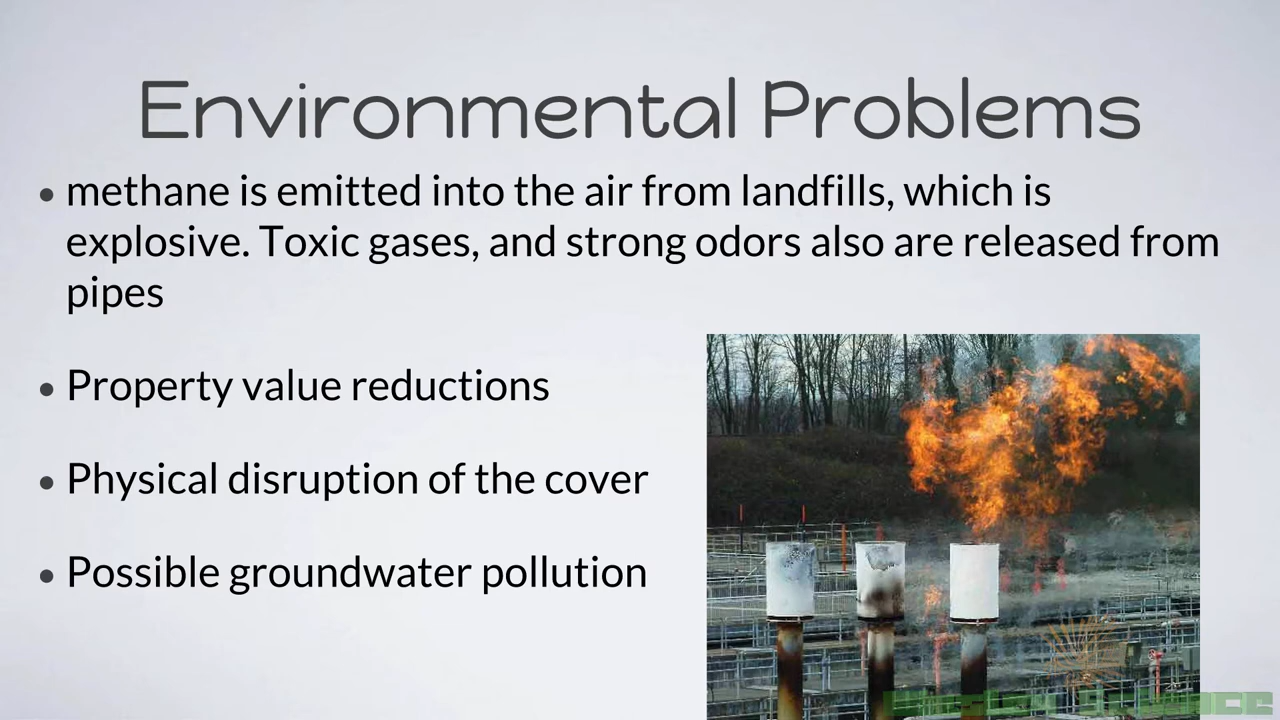 Environmental Problems
• methane is emitted into the air from landfills, which is
explosive. Toxic gases, and strong odors also are released from
pipes
• Property value reductions
• Physical disruption of the cover
• Possible groundwater pollution